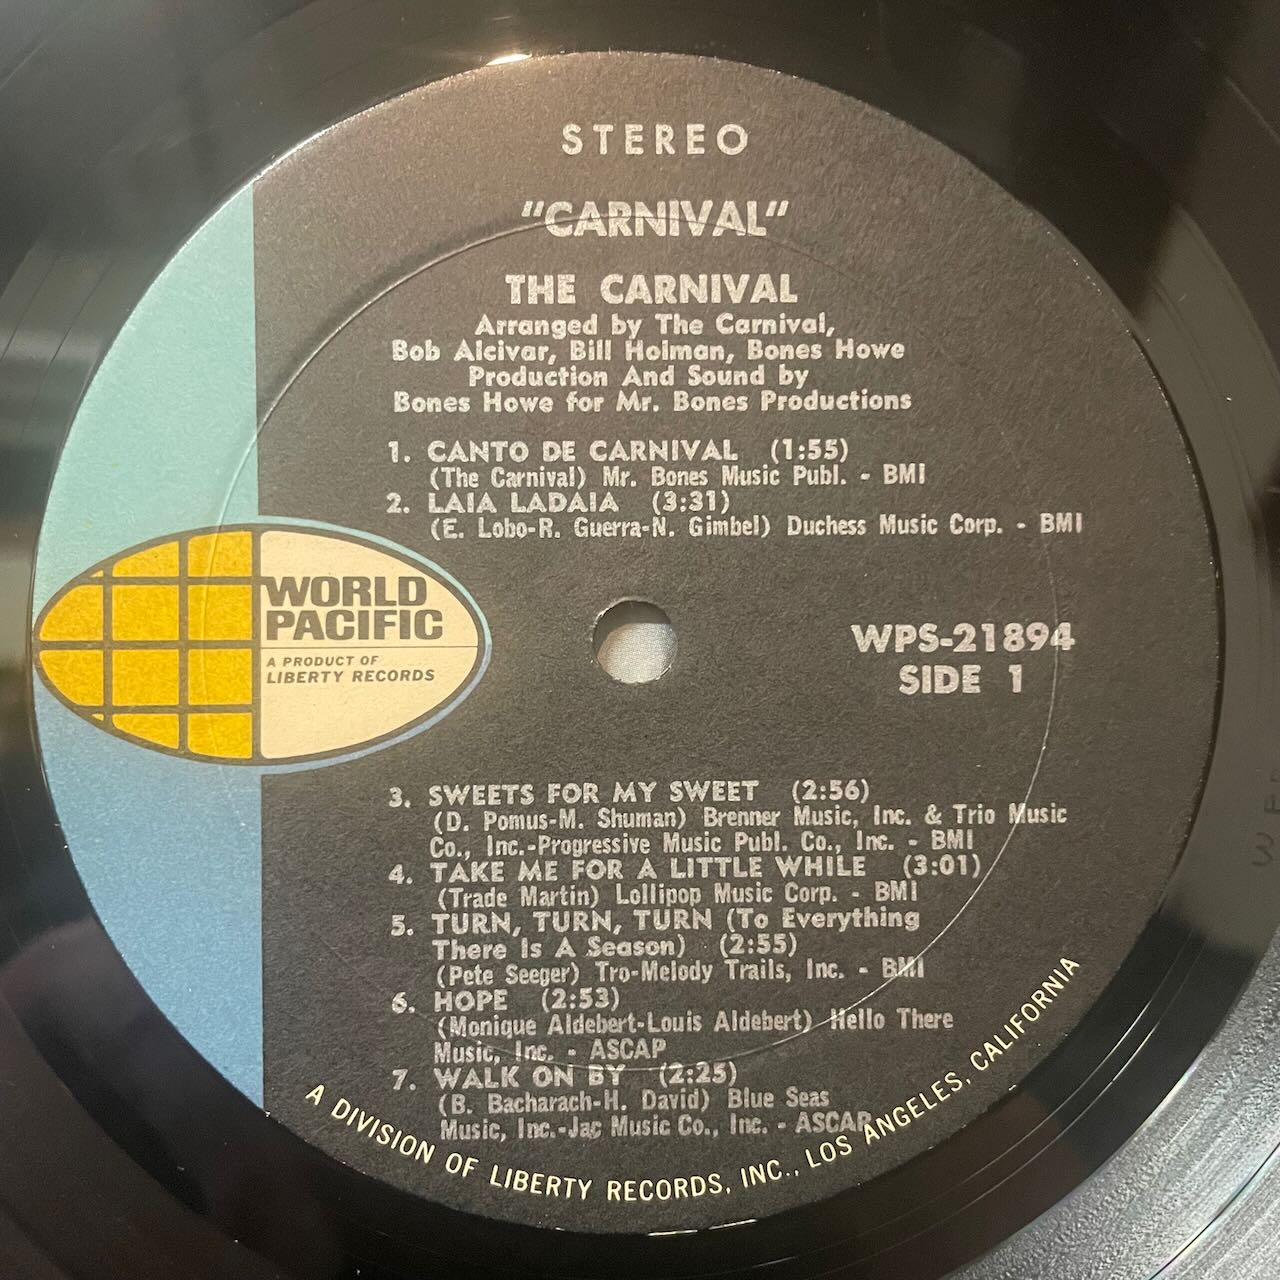 STEREO
"CARNIVAL"
THE CARNIVAL
Arranged by The Carnival,
Bob Alcivar, Bill Holman, Bones Howe
Production And Sound by
Bones Howe for Mr. Bones Productions
1. CANTO DE CARNIVAL (1:55)
(The Carnival) Mr. Bones Music Publ. - BMI
2. LAIA LADAIA (3:31)
(E. Lobo-R. Guerra-N. Gimbel) Duchess Music Corp. - BMI
WORLD
PACIFIC
A PRODUCT OF
LIBERTY RECORDS
WPS-21894
SIDE 1
3. SWEETS FOR MY SWEET (2:56)
(D. Pomus-M. Shuman) Brenner Music, Inc. & Trio Music
Co., Inc.-Progressive Music Publ. Co., Inc. - BMI
4. TAKE ME FOR A LITTLE WHILE (3:01)
(Trade Martin) Lollipop Music Corp. - BMI
5. TURN, TURN, TURN (To Everything
There Is A Season) (2:55)
(Pete Seeger) Tro-Melody Trails, Inc. - BMI
6. HOPE (2:53)
(Monique Aldebert-Louis Aldebert) Hello There
Music, Inc. - ASCAP
7. WALK ON BY (2:25)
(B. Bacharach-H. David) Blue Seas
Music, Inc.-Jac Music Co., Inc. - ASCAP
A DIVISION OF LIBERTY RECORDS, INC., LOS ANGELES, CALIFORNIA